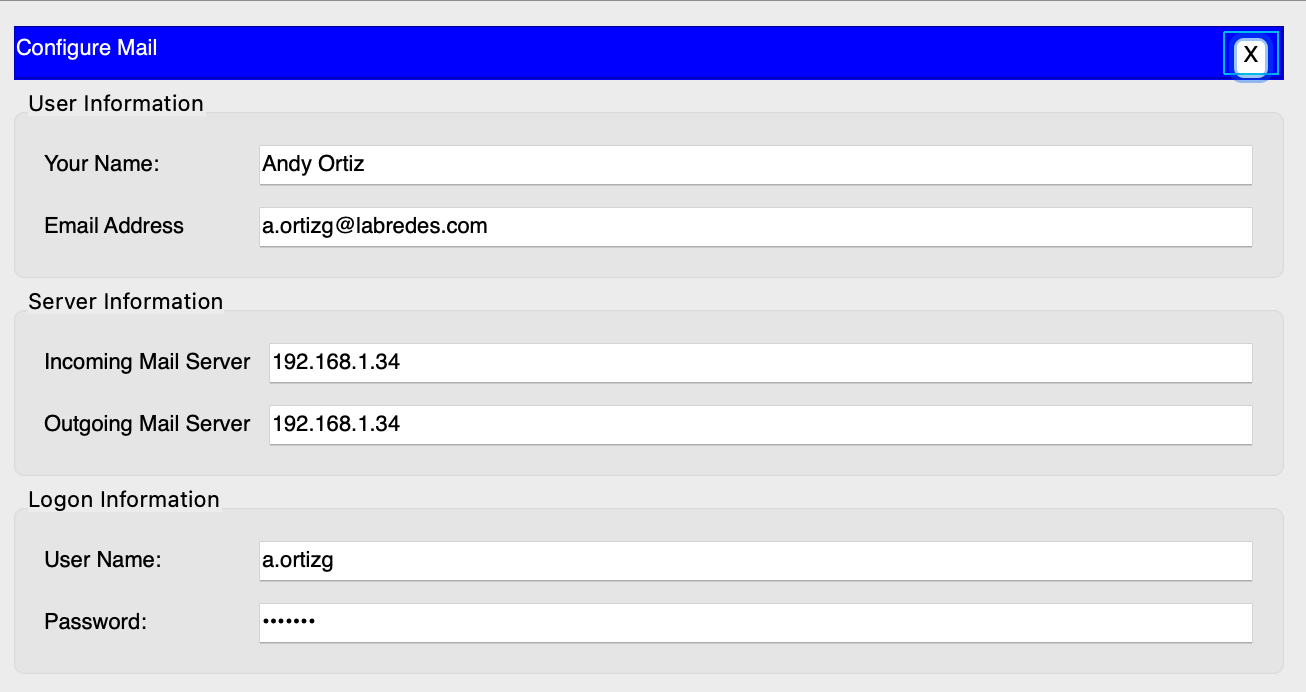 Configure Mail X
User Information
Your Name: Andy Ortiz
Email Address a.ortizg@labredes.com
Server Information
Incoming Mail Server 192.168.1.34
Outgoing Mail Server 192.168.1.34
Logon Information
User Name: a.ortizg
Password: •••••••